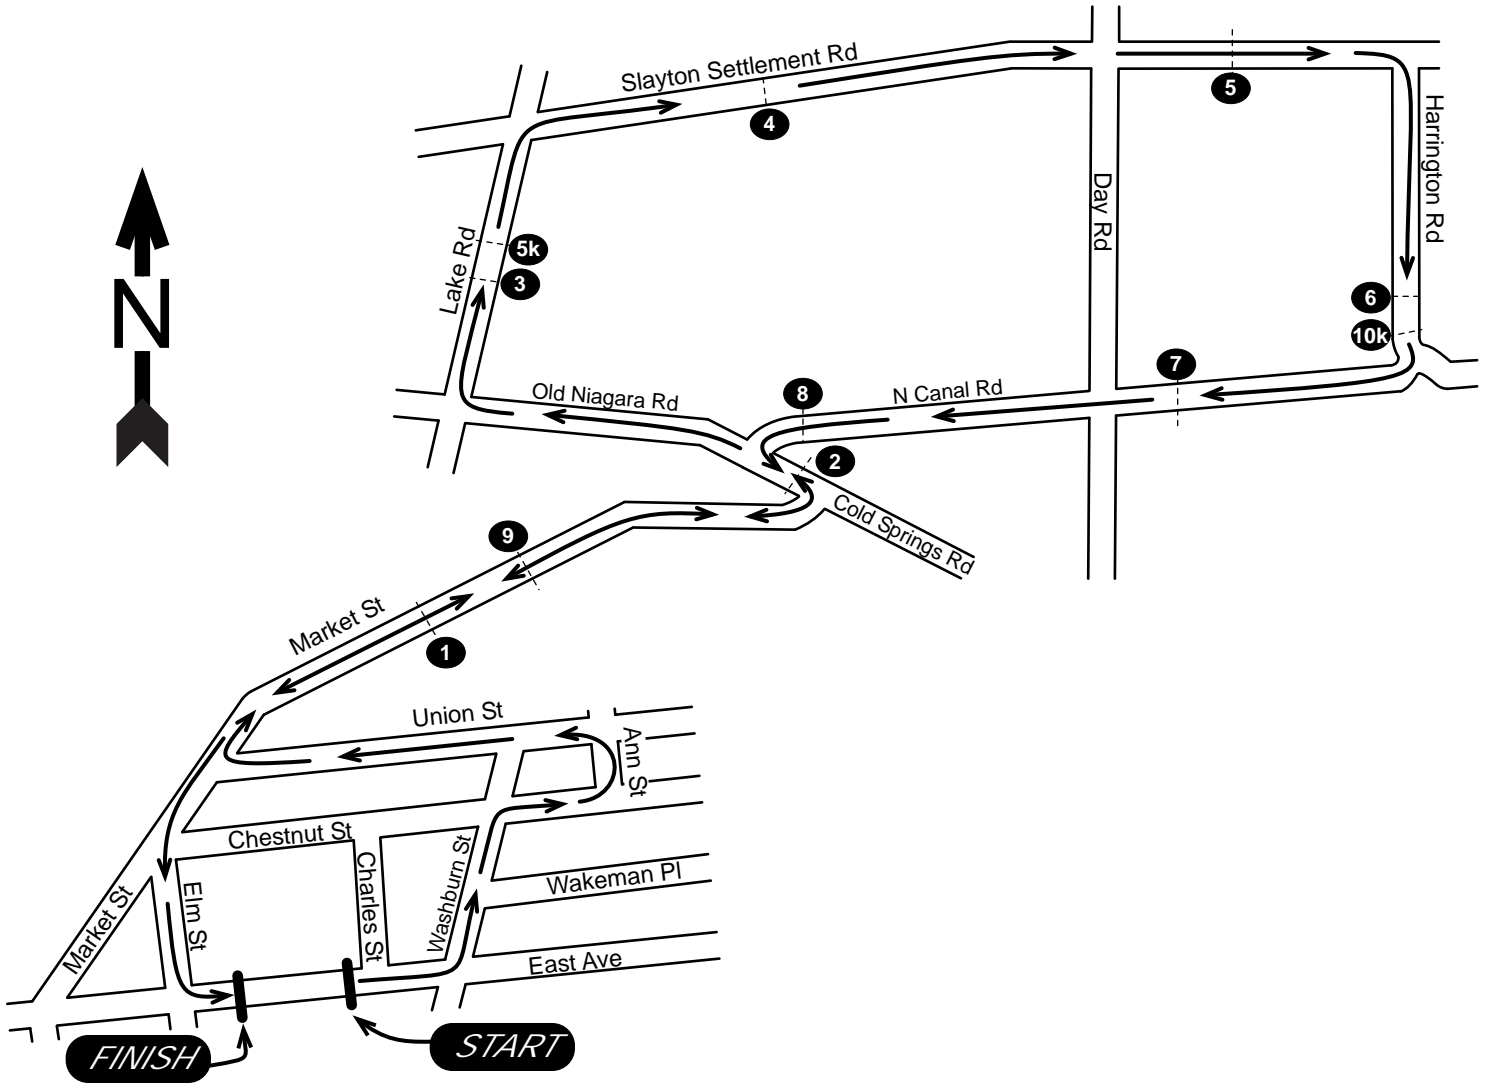 Slayton Settlement Rd
4
5
Harrington Rd
Day Rd
Lake Rd
5k
3
N
6
10k
7
8
N Canal Rd
Old Niagara Rd
2
Cold Springs Rd
9
Market St
1
Union St
Ann St
Chestnut St
Charles St
Washburn St
Wakeman Pl
Elm St
Market St
East Ave
FINISH
START